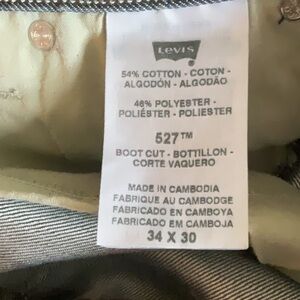 Levi's
54% COTTON - COTON -
ALGODÓN - ALGODÃO
46% POLYESTER -
POLIÉSTER - POLIESTER
527™
BOOT CUT - BOTTILLON -
CORTE VAQUERO
MADE IN CAMBODIA
FABRIQUE AU CAMBODGE
FABRICADO EN CAMBOYA
FABRICADO EM CAMBOJA
34 X 30